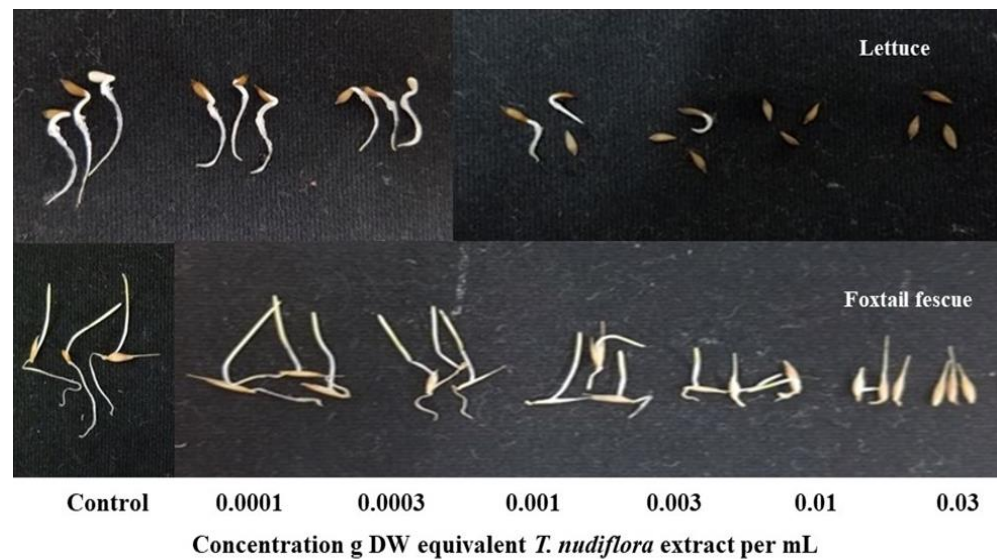 Lettuce
Foxtail fescue
Control 0.0001 0.0003 0.001 0.003 0.01 0.03
Concentration g DW equivalent T. nudiflora extract per mL